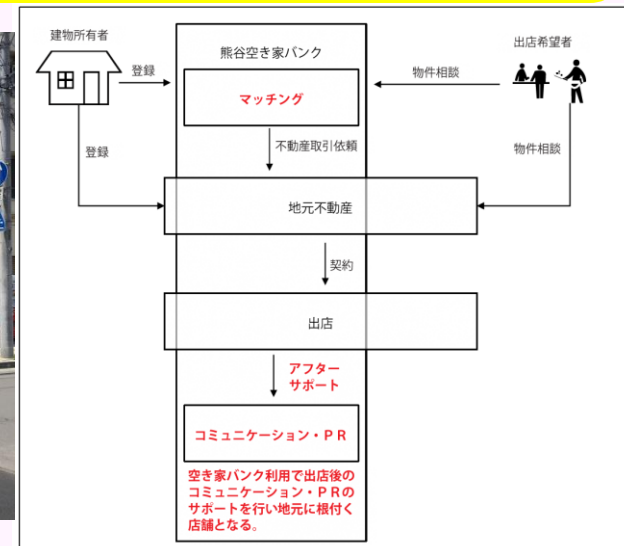 建物所有者
熊谷空き家バンク
出店希望者
登録
物件相談
マッチング
不動産取引依頼
登録
物件相談
地元不動産
契約
出店
アフター
サポート
コミュニケーション・ＰＲ
空き家バンク利用で出店後の
コミュニケーション・ＰＲの
サポートを行い地元に根付く
店舗となる。